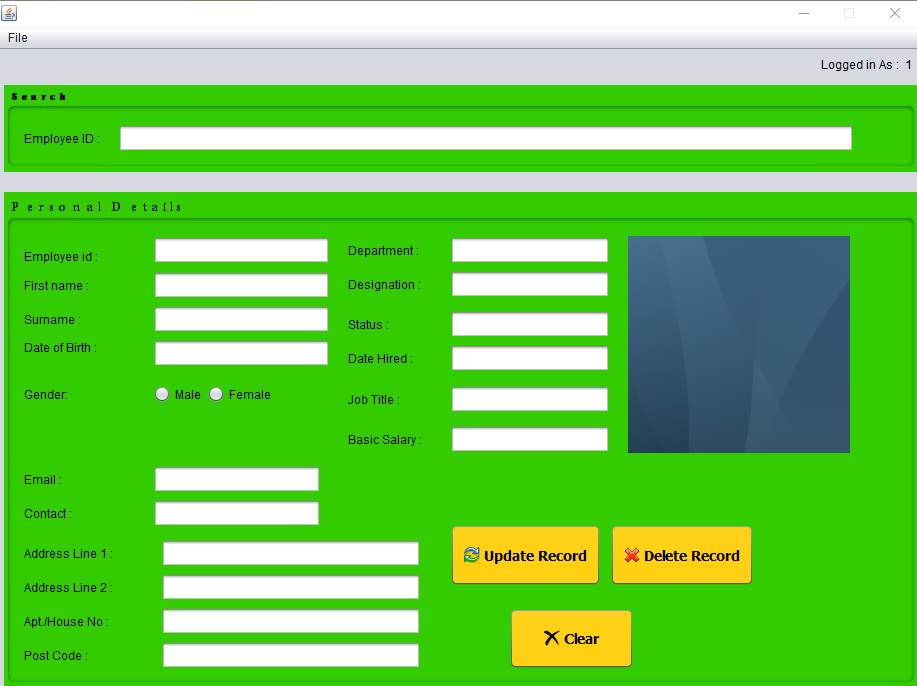 File
Logged in As : 1
Search
Employee ID :
Personal Details
Employee id :
First name :
Surname :
Date of Birth :
Gender:
Male
Female
Email :
Contact :
Address Line 1 :
Address Line 2 :
Apt./House No :
Post Code :
Department :
Designation :
Status :
Date Hired :
Job Title :
Basic Salary :
Update Record
Delete Record
Clear